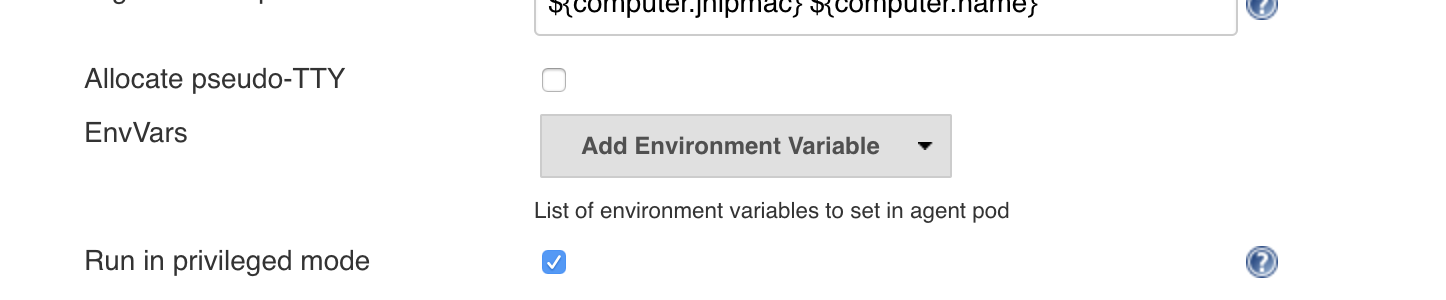 ${computer.jnlpmac} ${computer.name}
Allocate pseudo-TTY
EnvVars
Add Environment Variable
List of environment variables to set in agent pod
Run in privileged mode